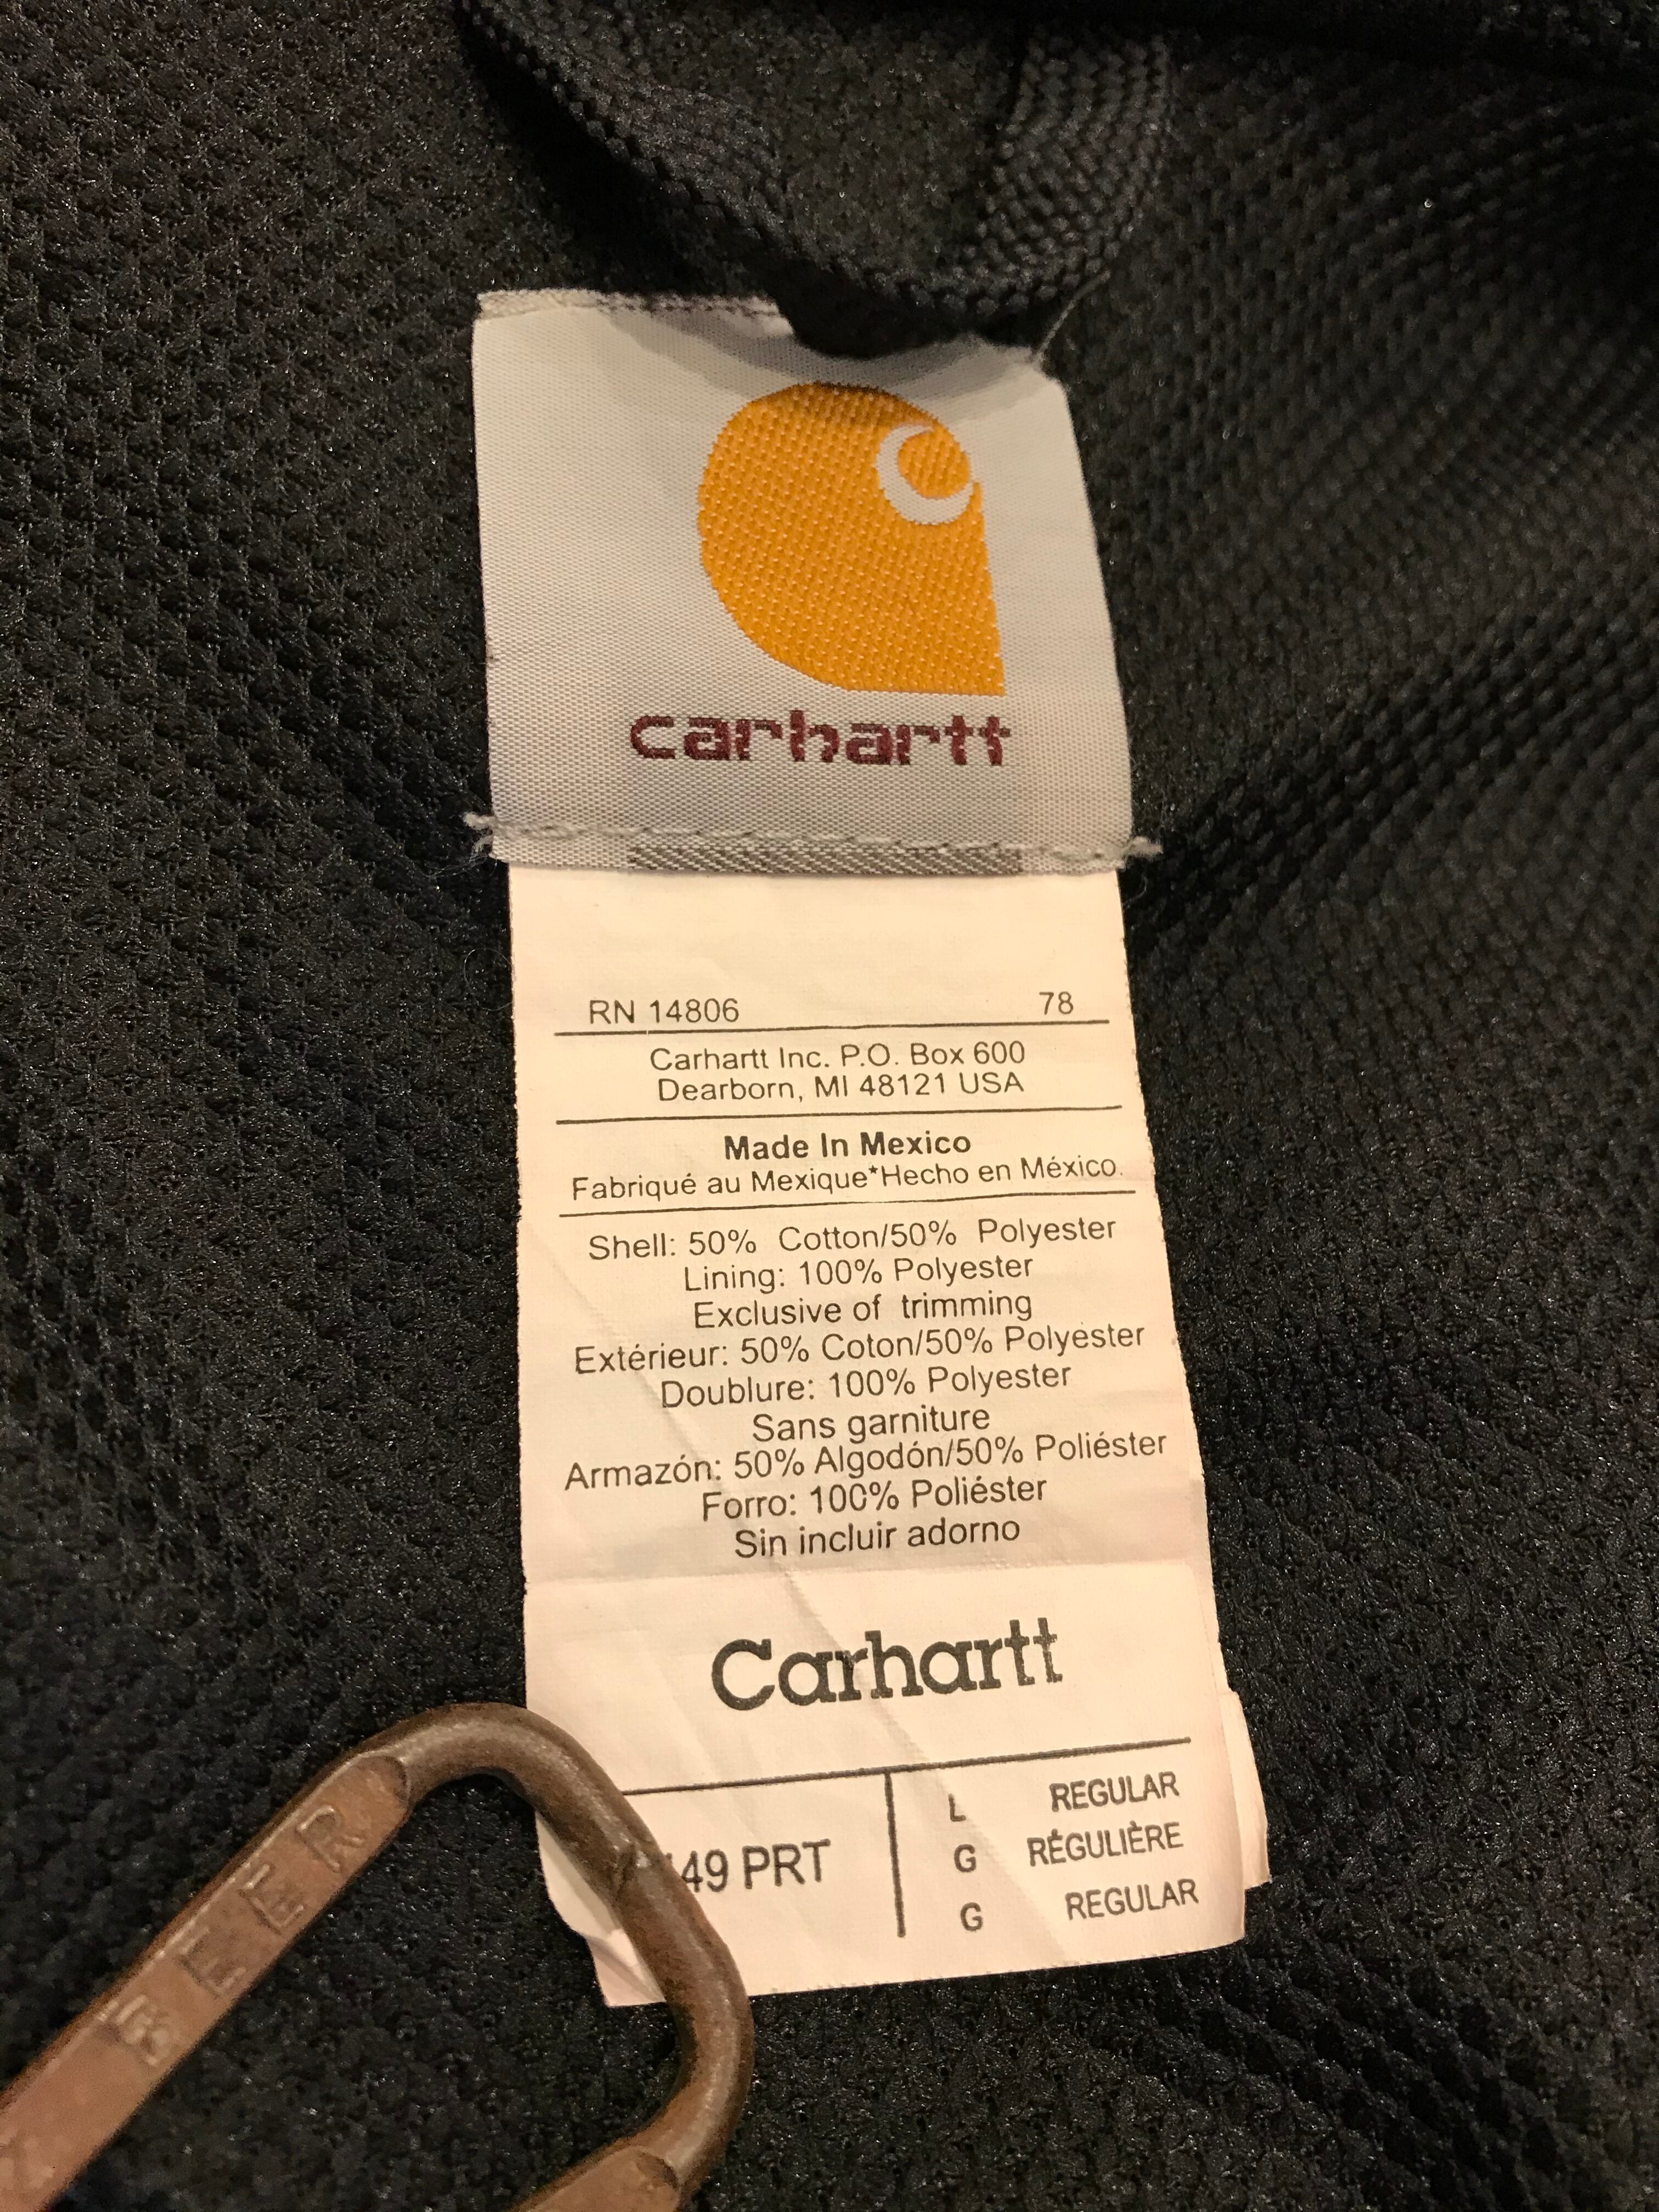 carhartt
RN 14806 78
Carhartt Inc. P.O. Box 600
Dearborn, MI 48121 USA
Made In Mexico
Fabriqué au Mexique*Hecho en México.
Shell: 50% Cotton/50% Polyester
Lining: 100% Polyester
Exclusive of trimming
Extérieur: 50% Coton/50% Polyester
Doublure: 100% Polyester
Sans garniture
Armazón: 50% Algodón/50% Poliéster
Forro: 100% Poliéster
Sin incluir adorno
Carhartt
L REGULAR
G RÉGULIÈRE
PRT
G REGULAR